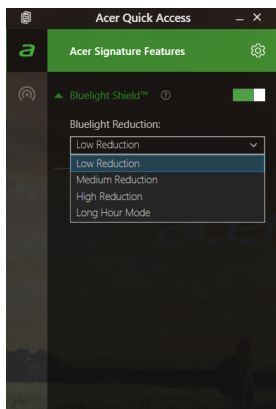 Acer Quick Access
a
Acer Signature Features
Bluelight Shield™ ?
Bluelight Reduction:
Low Reduction
Low Reduction
Medium Reduction
High Reduction
Long Hour Mode
acer